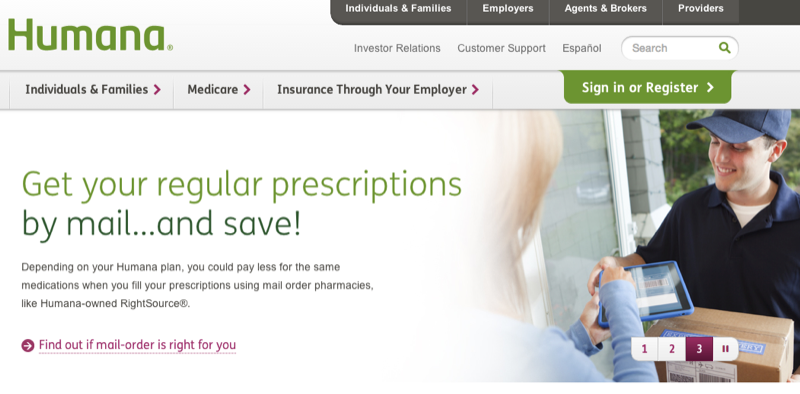 Individuals & Families Employers Agents & Brokers Providers
Humana®
Investor Relations Customer Support Español Search
Individuals & Families Medicare Insurance Through Your Employer Sign in or Register
Get your regular prescriptions
by mail...and save!
Depending on your Humana plan, you could pay less for the same
medications when you fill your prescriptions using mail order pharmacies,
like Humana-owned RightSource®.
Find out if mail-order is right for you
1 2 3